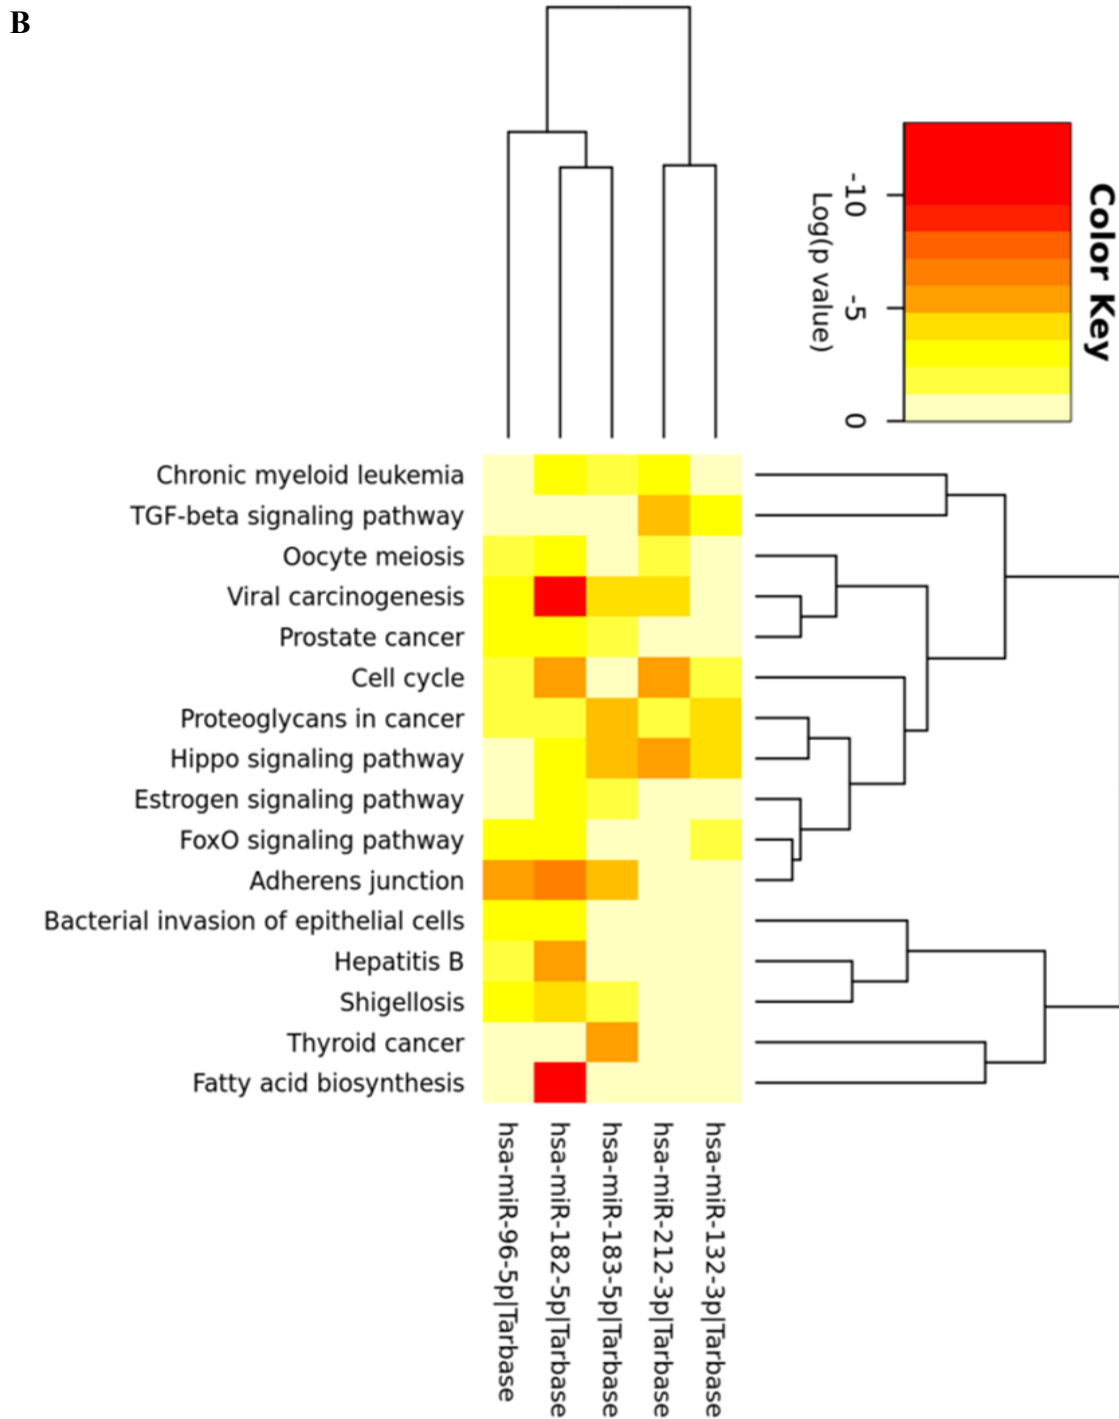 B
Color Key
-10
-5
0
Log(p value)
Chronic myeloid leukemia
TGF-beta signaling pathway
Oocyte meiosis
Viral carcinogenesis
Prostate cancer
Cell cycle
Proteoglycans in cancer
Hippo signaling pathway
Estrogen signaling pathway
FoxO signaling pathway
Adherens junction
Bacterial invasion of epithelial cells
Hepatitis B
Shigellosis
Thyroid cancer
Fatty acid biosynthesis
hsa-miR-96-5p|Tarbase
hsa-miR-182-5p|Tarbase
hsa-miR-183-5p|Tarbase
hsa-miR-212-3p|Tarbase
hsa-miR-132-3p|Tarbase